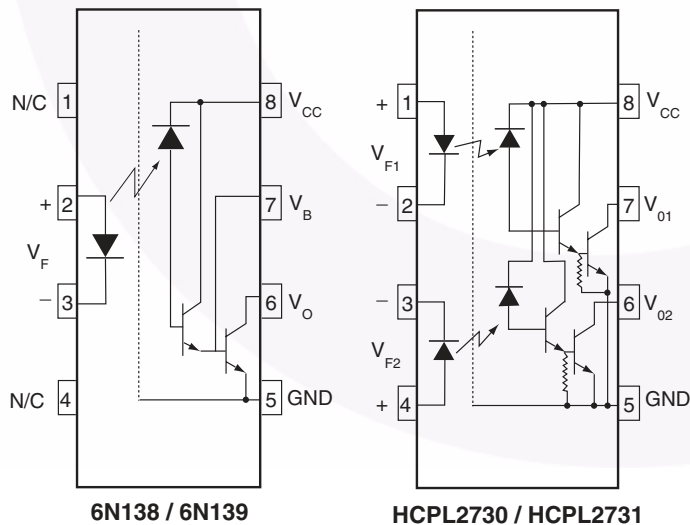 N/C 1
8 V_CC
+ 2
7 V_B
V_F
− 3
6 V_O
N/C 4
5 GND
6N138 / 6N139
+ 1
8 V_CC
V_F1
− 2
7 V_01
− 3
6 V_02
V_F2
+ 4
5 GND
HCPL2730 / HCPL2731